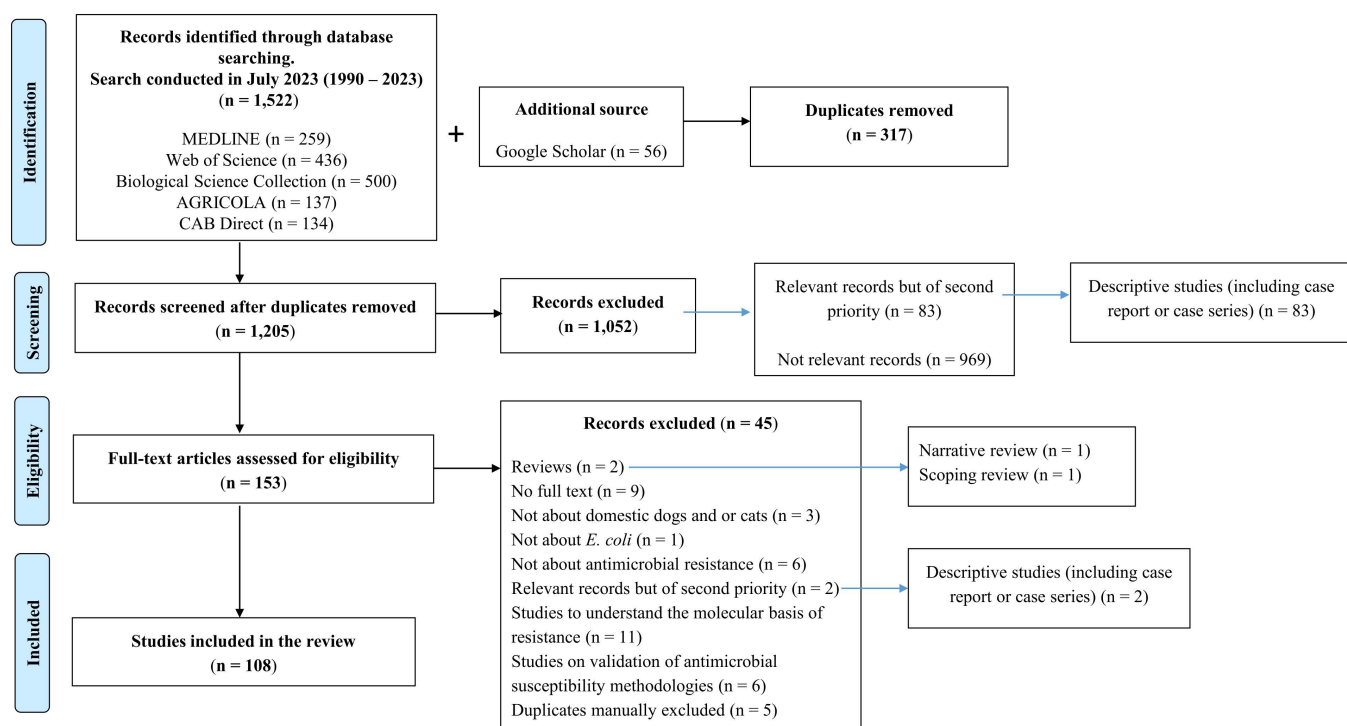 Identification
Records identified through database
searching.
Search conducted in July 2023 (1990 – 2023)
(n = 1,522)
MEDLINE (n = 259)
Web of Science (n = 436)
Biological Science Collection (n = 500)
AGRICOLA (n = 137)
CAB Direct (n = 134)
+
Additional source
Google Scholar (n = 56)
Duplicates removed
(n = 317)
Screening
Records screened after duplicates removed
(n = 1,205)
Records excluded
(n = 1,052)
Relevant records but of second
priority (n = 83)
Not relevant records (n = 969)
Descriptive studies (including case
report or case series) (n = 83)
Eligibility
Full-text articles assessed for eligibility
(n = 153)
Records excluded (n = 45)
Reviews (n = 2)
No full text (n = 9)
Not about domestic dogs and or cats (n = 3)
Not about E. coli (n = 1)
Not about antimicrobial resistance (n = 6)
Relevant records but of second priority (n = 2)
Studies to understand the molecular basis of
resistance (n = 11)
Studies on validation of antimicrobial
susceptibility methodologies (n = 6)
Duplicates manually excluded (n = 5)
Narrative review (n = 1)
Scoping review (n = 1)
Descriptive studies (including case
report or case series) (n = 2)
Included
Studies included in the review
(n = 108)